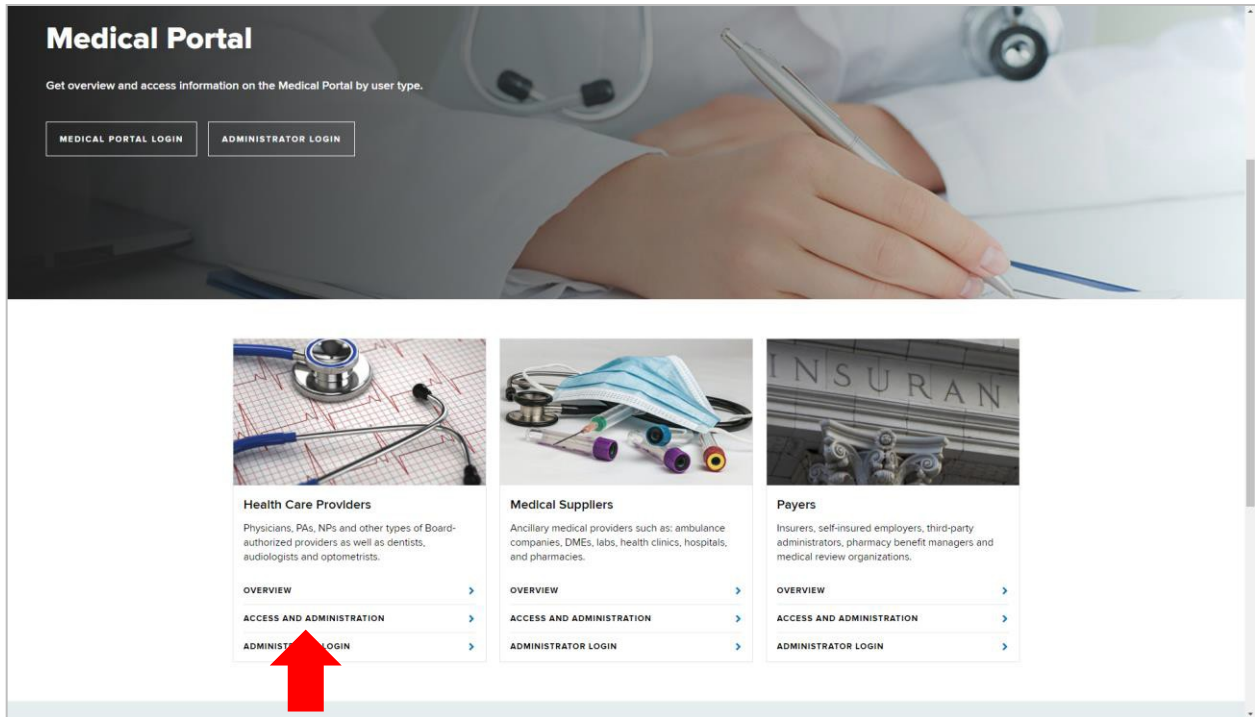 Medical Portal
Get overview and access information on the Medical Portal by user type.
MEDICAL PORTAL LOGIN
ADMINISTRATOR LOGIN
Health Care Providers
Physicians, PAs, NPs and other types of Board-
authorized providers as well as dentists,
audiologists and optometrists.
OVERVIEW
ACCESS AND ADMINISTRATION
ADMINIST LOGIN
Medical Suppliers
Ancillary medical providers such as: ambulance
companies, DMEs, labs, health clinics, hospitals,
and pharmacies.
OVERVIEW
ACCESS AND ADMINISTRATION
ADMINISTRATOR LOGIN
INSURAN
Payers
Insurers, self-insured employers, third-party
administrators, pharmacy benefit managers and
medical review organizations.
OVERVIEW
ACCESS AND ADMINISTRATION
ADMINISTRATOR LOGIN